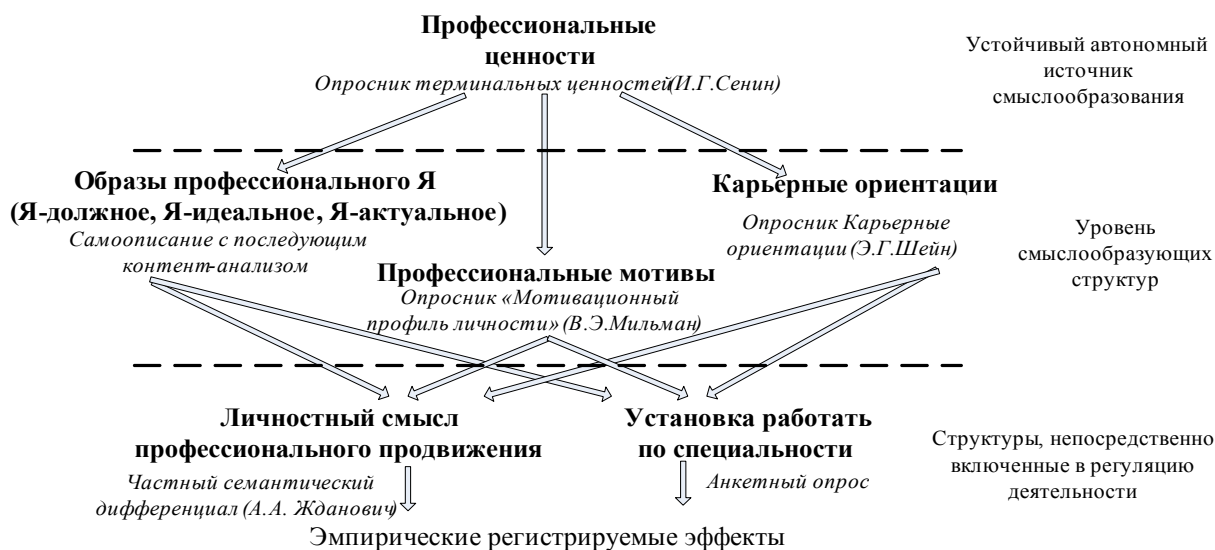 Профессиональные
ценности
Опросник терминальных ценностей(И.Г.Сенин)
Устойчивый автономный
источник
смыслообразования
Образы профессионального Я
(Я-должное, Я-идеальное, Я-актуальное)
Самоописание с последующим
контент-анализом
Карьерные ориентации
Опросник Карьерные
ориентации (Э.Г.Шейн)
Профессиональные мотивы
Опросник «Мотивационный
профиль личности» (В.Э.Мильман)
Уровень
смыслообразующих
структур
Личностный смысл
профессионального продвижения
Частный семантический
дифференциал (А.А. Жданович)
Установка работать
по специальности
Анкетный опрос
Структуры, непосредственно
включенные в регуляцию
деятельности
Эмпирические регистрируемые эффекты